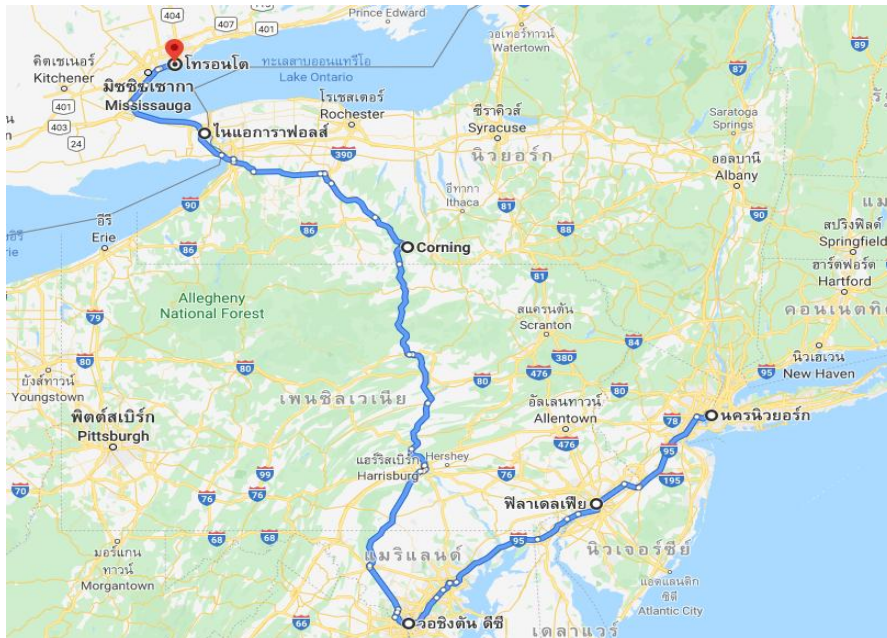 404
407
401
Prince Edward
วอเทอร์ทาวน์
Watertown
89
คิตเชเนอร์
Kitchener
โทรอนโต
ทะเลสาบออนแทรีโอ
Lake Ontario
87
401
403
24
มิซซิซอเซากา
Mississauga
โรเชสเตอร์
Rochester
ซีราคิวส์
Syracuse
Saratoga
Springs
ไนแอการาฟอลส์
390
นิวยอร์ก
ออลบานี
Albany
90
อิทากา
Ithaca
81
90
แม
สปริงฟิลด์
Springfield
อีรี
Erie
86
86
Corning
88
ฮาร์ตฟอร์ด
Hartford
81
Allegheny
National Forest
79
สแครนตัน
Scranton
คอนเนตทิ
84
380
80
80
476
80
80
95
นิวเฮเวน
New Haven
ยังส์ทาวน์
Youngstown
เพนซิลเวเนีย
อัลเลนทาวน์
Allentown
78
นครนิวยอร์ก
พิตต์สเบิร์ก
Pittsburgh
476
95
แฮร์ริสเบิร์ก
Harrisburg
Hershey
99
195
70
76
76
76
ฟิลาเดลเฟีย
68
68
95
มอร์แกน
ทาวน์
Morgantown
แมริแลนด์
นิวเจอร์ซีย์
แอตแลนติก
ซิตี
Atlantic City
66
วอชิงตัน ดีซี
เดลาแวร์